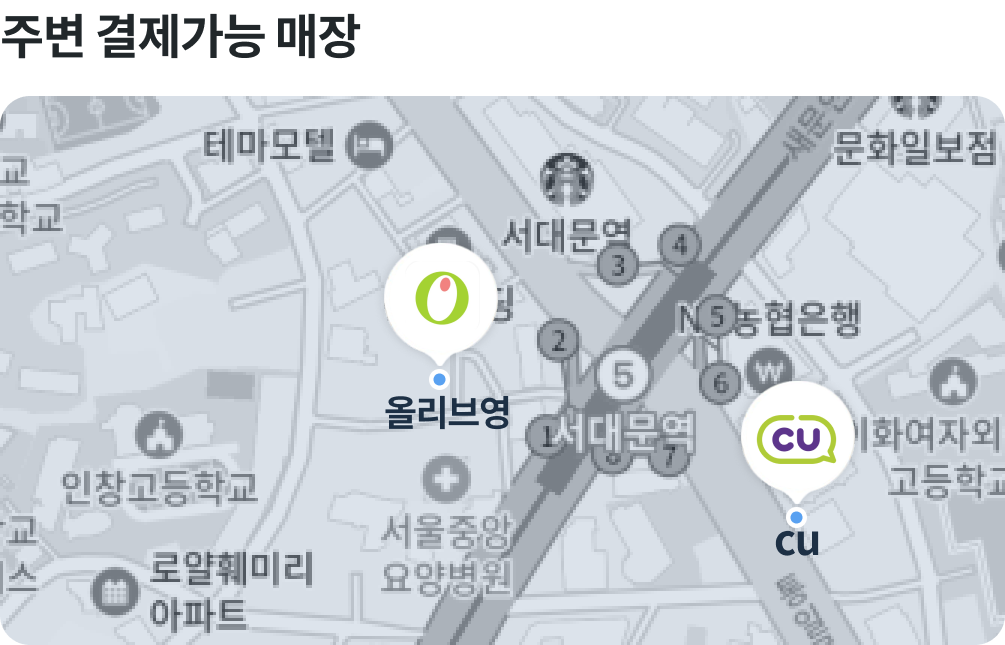 주변 결제가능 매장
테마모텔
문화일보점
교
학교
서대문역
4
3
5
농협은행
2
5
6
W
올리브영
1
서대문역
8
7
CU
이화여자외
고등학교
인창고등학교
서울중앙
요양병원
교
스
로얄훼미리
아파트
cu